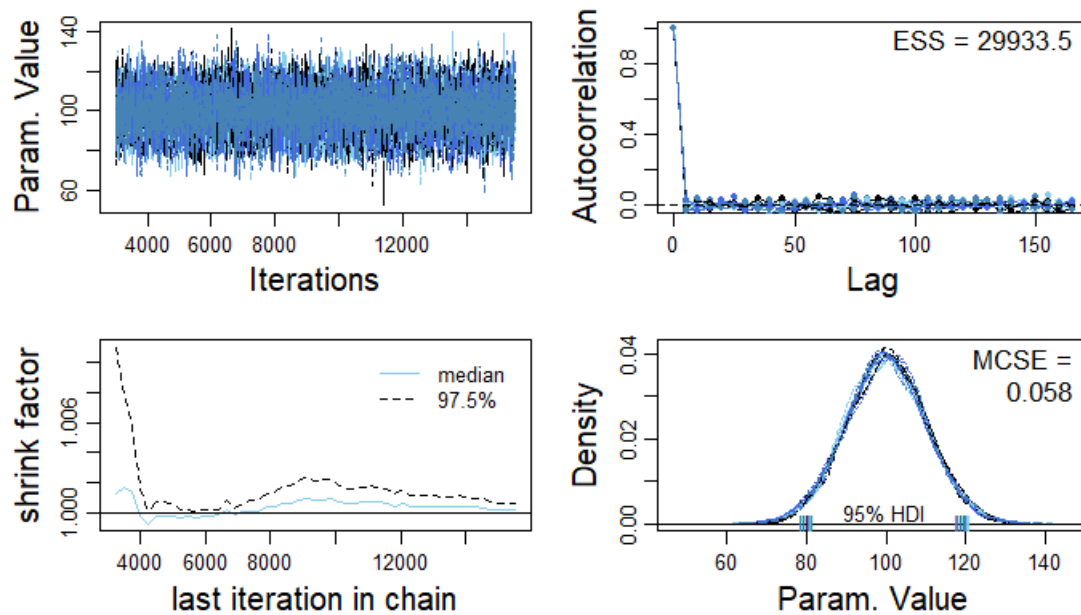 Param. Value
140
100
60
4000 6000 8000 12000
Iterations
Autocorrelation
0.8
0.4
0.0
ESS = 29933.5
0 50 100 150
Lag
shrink factor
1.006
1.000
median
97.5%
4000 6000 8000 12000
last iteration in chain
Density
0.04
0.02
0.00
MCSE =
0.058
95% HDI
60 80 100 120 140
Param. Value